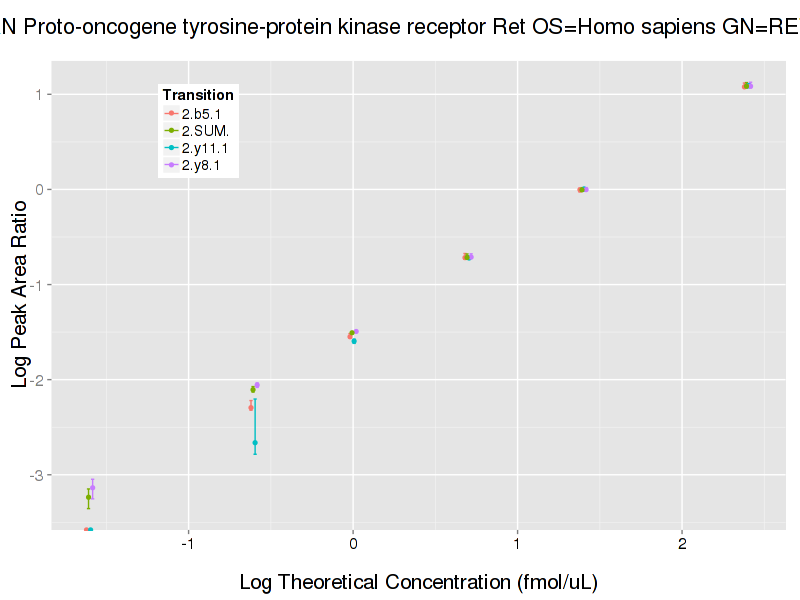 N Proto-oncogene tyrosine-protein kinase receptor Ret OS=Homo sapiens GN=RE
Transition
2.b5.1
2.SUM.
2.y11.1
2.y8.1
Log Peak Area Ratio
1
0
-1
-2
-3
-1
0
1
2
Log Theoretical Concentration (fmol/uL)